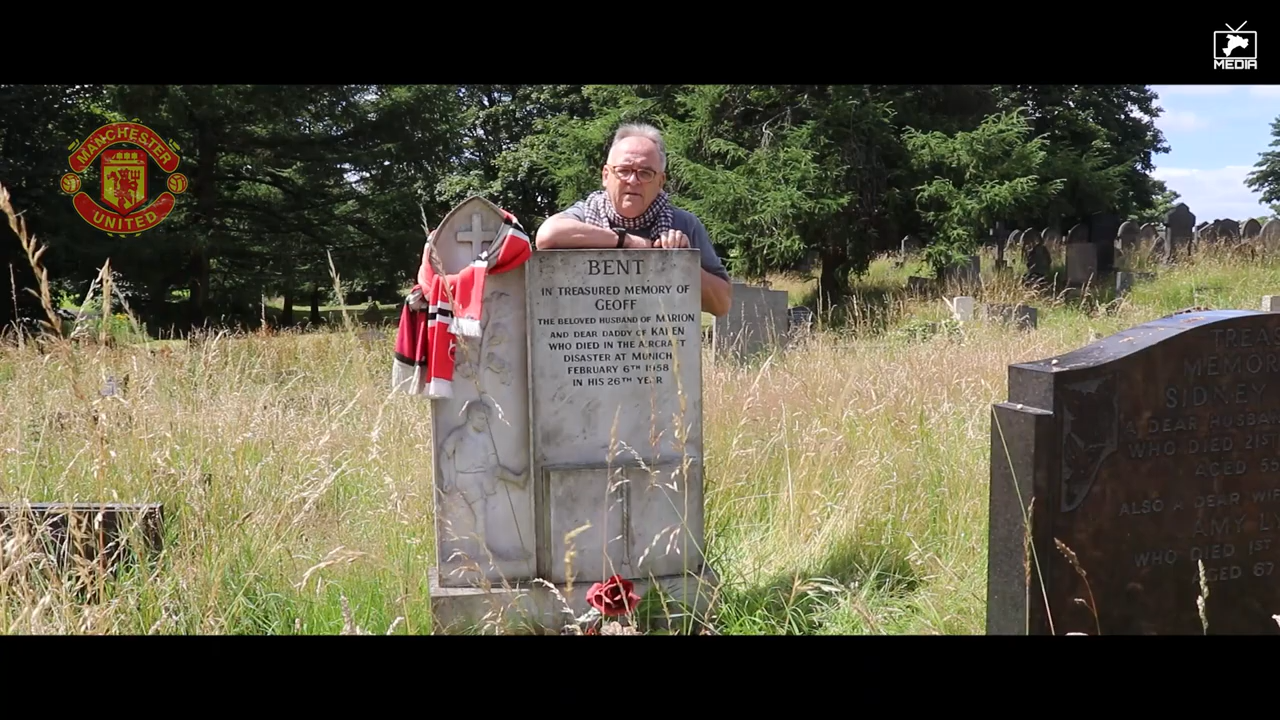 MEDIA
MANCHESTER
UNITED
BENT
IN TREASURED MEMORY OF
GEOFF
THE BELOVED HUSBAND OF MARION
AND DEAR DADDY OF KAREN
WHO DIED IN THE AIRCRAFT
DISASTER AT MUNICH
FEBRUARY 6TH 1958
IN HIS 26TH YEAR
TREAS
MEMOR
SIDNEY
A DEAR HUSBA
WHO DIED 21ST
AGED 5
ALSO A DEAR WIF
AMY L
WHO DIED 1ST
AGED 67